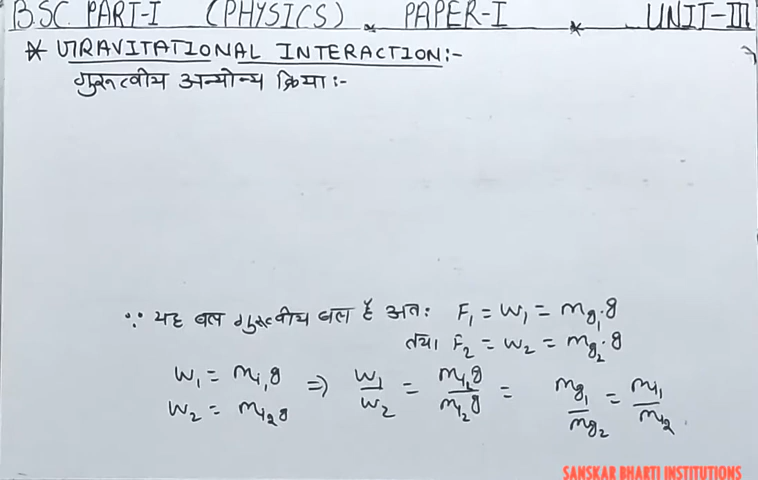 B.SC PART-I (PHYSICS) * PAPER-I * UNIT-III
* GRAVITATIONAL INTERACTION:-
गुरूत्वीय अन्योन्य क्रिया:-
∵ यह बल गुरूत्वीय बल है अतः F₁ = W₁ = mg₁.g
तथा F₂ = W₂ = mg₂.g
W₁ = mi₁g ⇒ W₁/W₂ = mi₁g/mi₂g = mg₁/mg₂ = mi₁/mi₂.
W₂ = mi₂g
SANSKAR BHARTI INSTITUTIONS